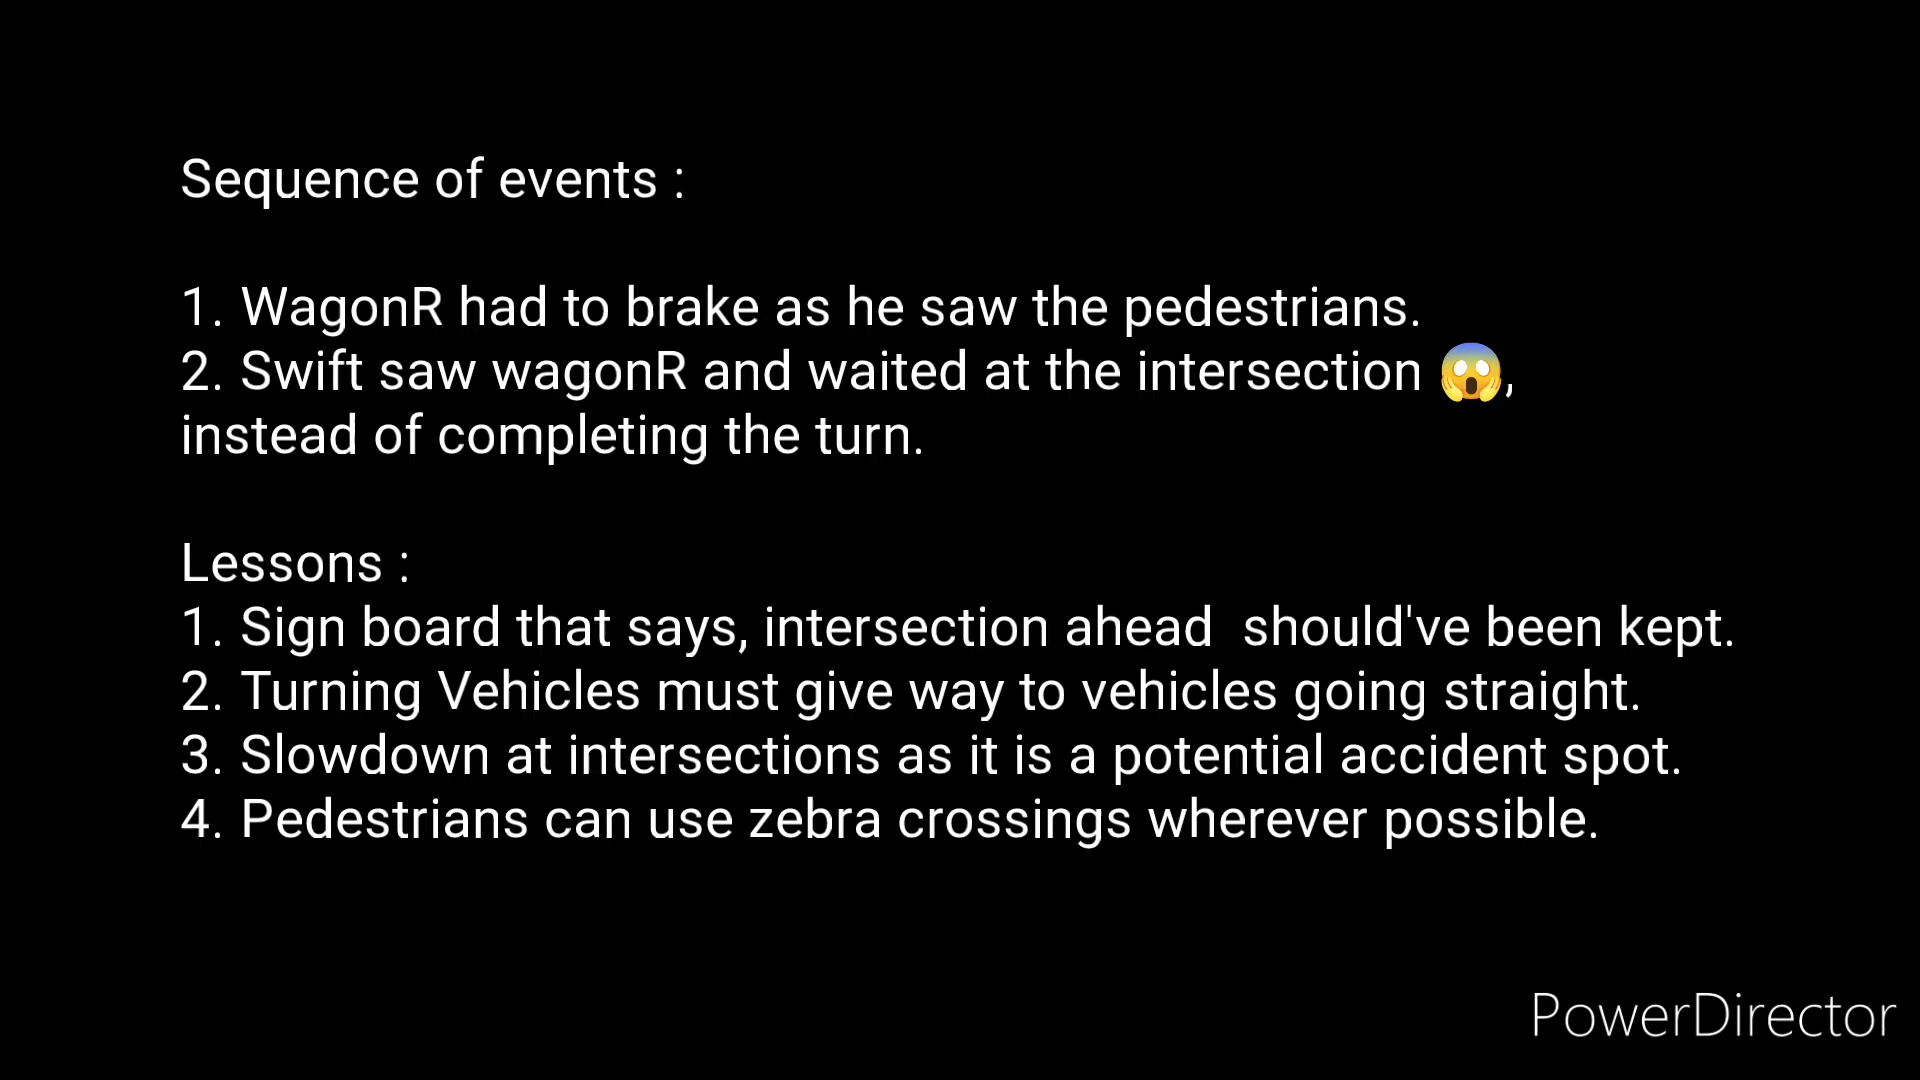 Sequence of events :
1. WagonR had to brake as he saw the pedestrians.
2. Swift saw wagonR and waited at the intersection 😱,
instead of completing the turn.
Lessons :
1. Sign board that says, intersection ahead  should've been kept.
2. Turning Vehicles must give way to vehicles going straight.
3. Slowdown at intersections as it is a potential accident spot.
4. Pedestrians can use zebra crossings wherever possible.
PowerDirector